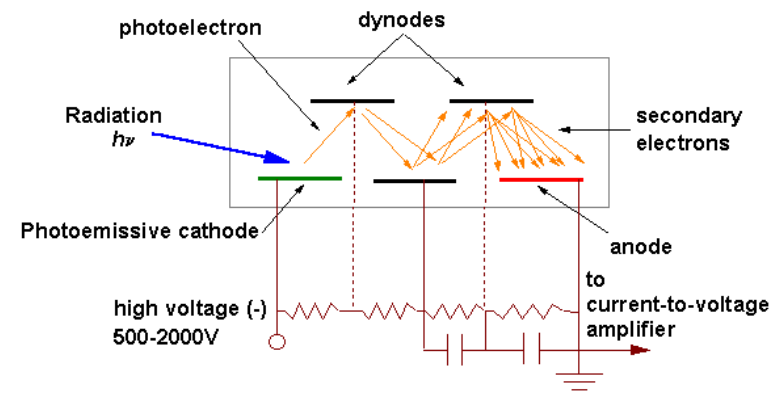 dynodes
photoelectron
Radiation
hν
secondary
electrons
Photoemissive cathode
anode
to
current-to-voltage
amplifier
high voltage (-)
500-2000V